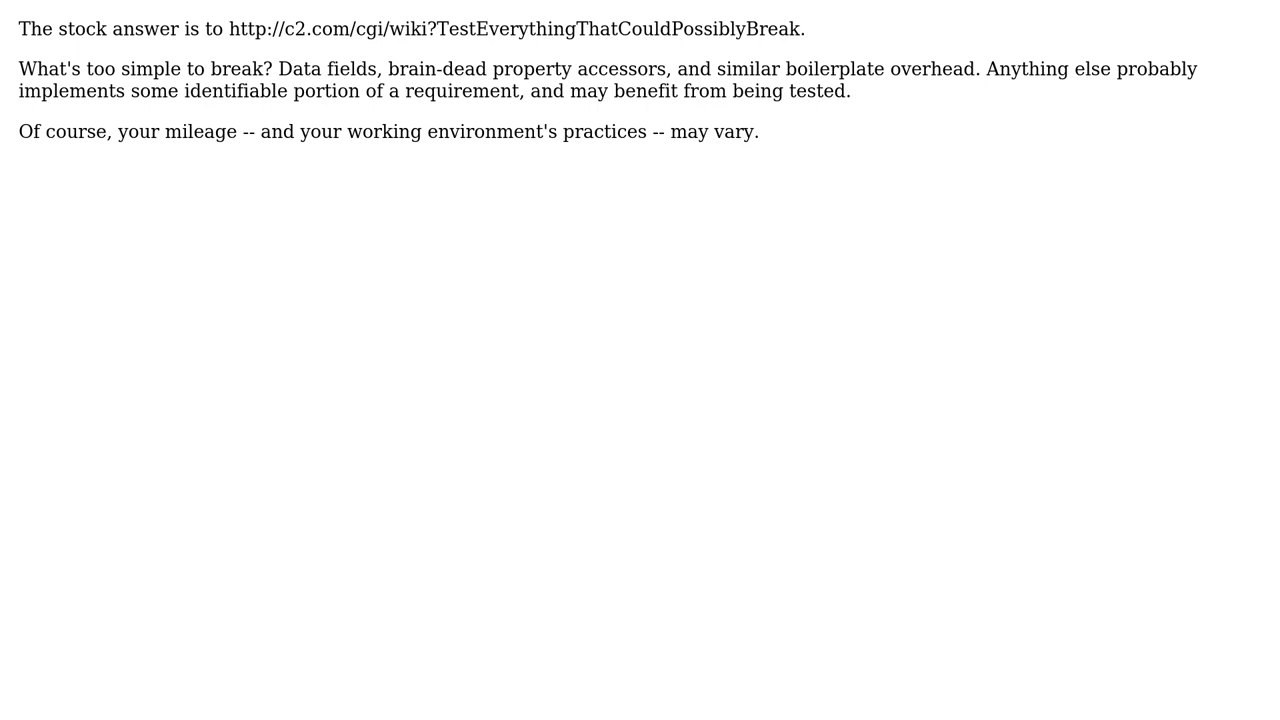 The stock answer is to http://c2.com/cgi/wiki?TestEverythingThatCouldPossiblyBreak.
What's too simple to break? Data fields, brain-dead property accessors, and similar boilerplate overhead. Anything else probably
implements some identifiable portion of a requirement, and may benefit from being tested.
Of course, your mileage -- and your working environment's practices -- may vary.